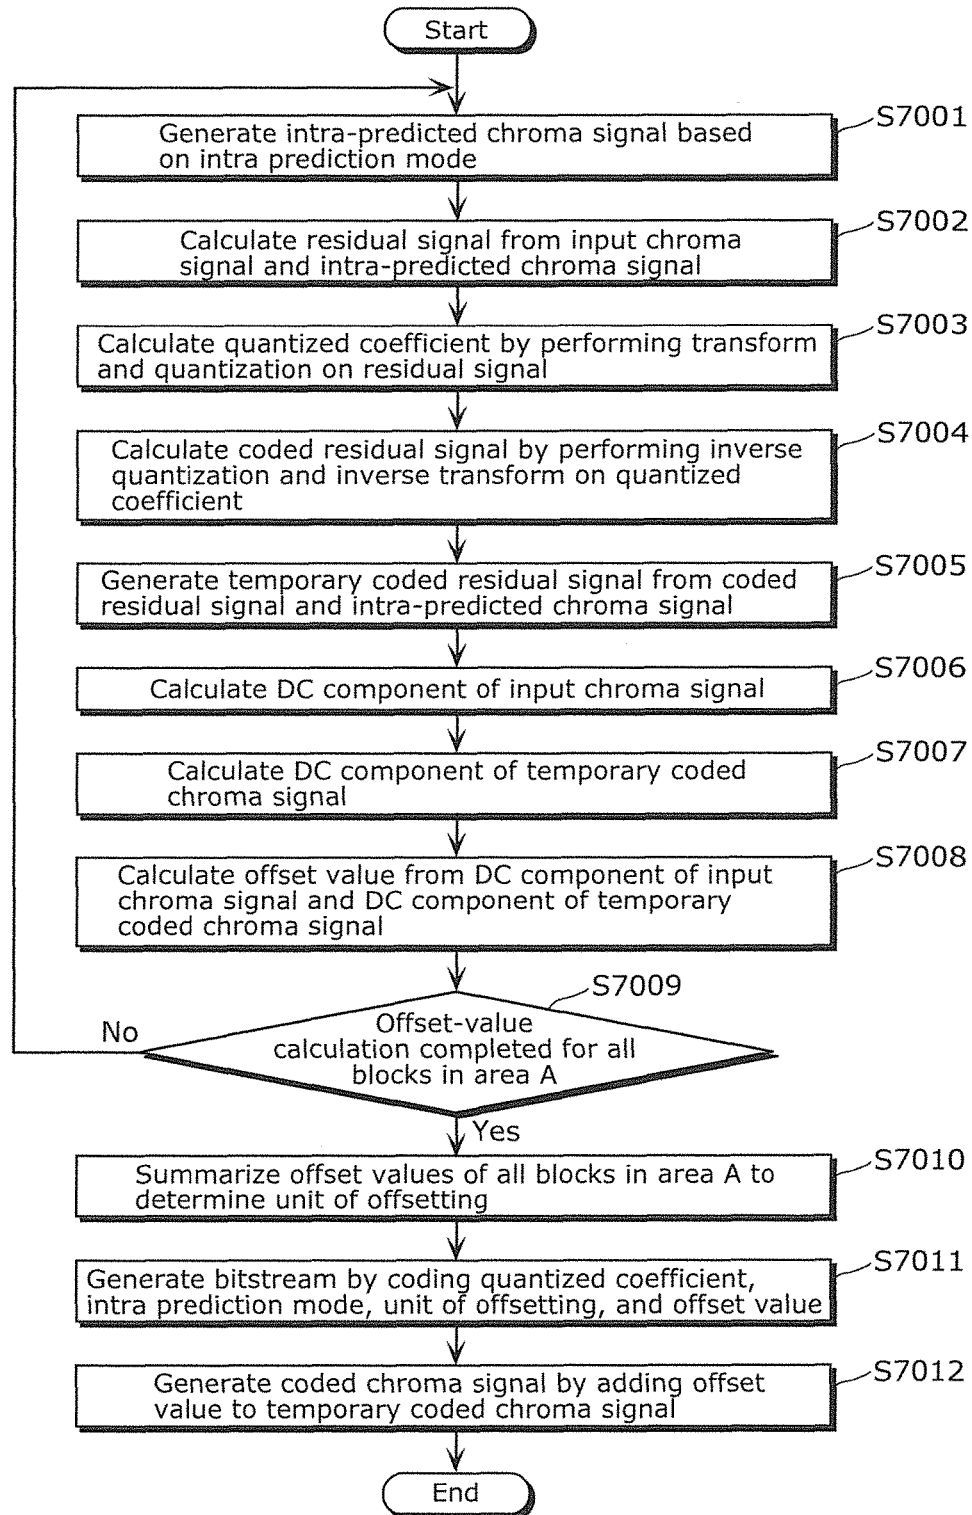 Start
S7001
Generate intra-predicted chroma signal based
on intra prediction mode
S7002
Calculate residual signal from input chroma
signal and intra-predicted chroma signal
S7003
Calculate quantized coefficient by performing transform
and quantization on residual signal
S7004
Calculate coded residual signal by performing inverse
quantization and inverse transform on quantized
coefficient
S7005
Generate temporary coded residual signal from coded
residual signal and intra-predicted chroma signal
S7006
Calculate DC component of input chroma signal
S7007
Calculate DC component of temporary coded
chroma signal
S7008
Calculate offset value from DC component of input
chroma signal and DC component of temporary
coded chroma signal
S7009
No
Offset-value
calculation completed for all
blocks in area A
Yes
S7010
Summarize offset values of all blocks in area A to
determine unit of offsetting
S7011
Generate bitstream by coding quantized coefficient,
intra prediction mode, unit of offsetting, and offset value
S7012
Generate coded chroma signal by adding offset
value to temporary coded chroma signal
End